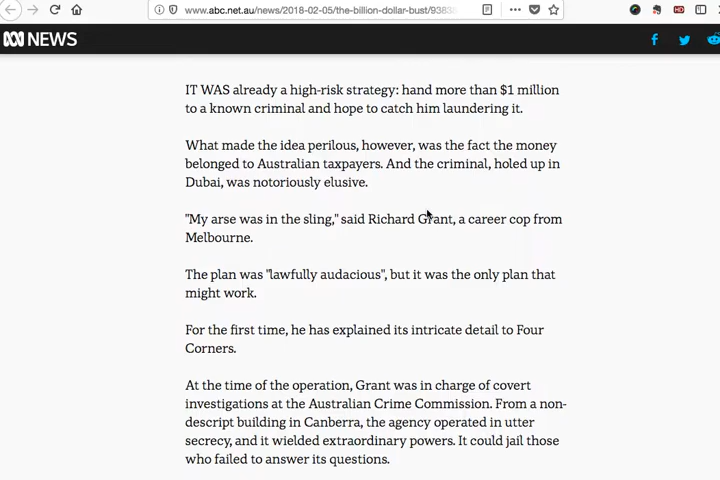 www.abc.net.au/news/2018-02-05/the-billion-dollar-bust/9383
HD
ABC NEWS
IT WAS already a high-risk strategy: hand more than $1 million
to a known criminal and hope to catch him laundering it.
What made the idea perilous, however, was the fact the money
belonged to Australian taxpayers. And the criminal, holed up in
Dubai, was notoriously elusive.
"My arse was in the sling," said Richard Grant, a career cop from
Melbourne.
The plan was "lawfully audacious", but it was the only plan that
might work.
For the first time, he has explained its intricate detail to Four
Corners.
At the time of the operation, Grant was in charge of covert
investigations at the Australian Crime Commission. From a non-
descript building in Canberra, the agency operated in utter
secrecy, and it wielded extraordinary powers. It could jail those
who failed to answer its questions.